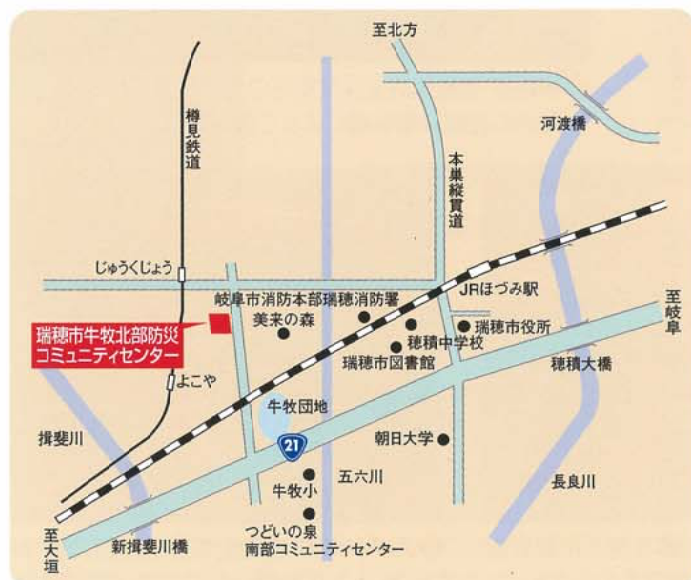 至北方
樽見鉄道
河渡橋
本巣縦貫道
じゅうくじょう
岐阜市消防本部瑞穂消防署
JRほづみ駅
至岐阜
美来の森
瑞穂市牛牧北部防災
コミュニティセンター
瑞穂市役所
穂積中学校
瑞穂市図書館
穂積大橋
よこや
牛牧団地
揖斐川
21
朝日大学
牛牧小
五六川
長良川
至大垣
新揖斐川橋
つどいの泉
南部コミュニティセンター